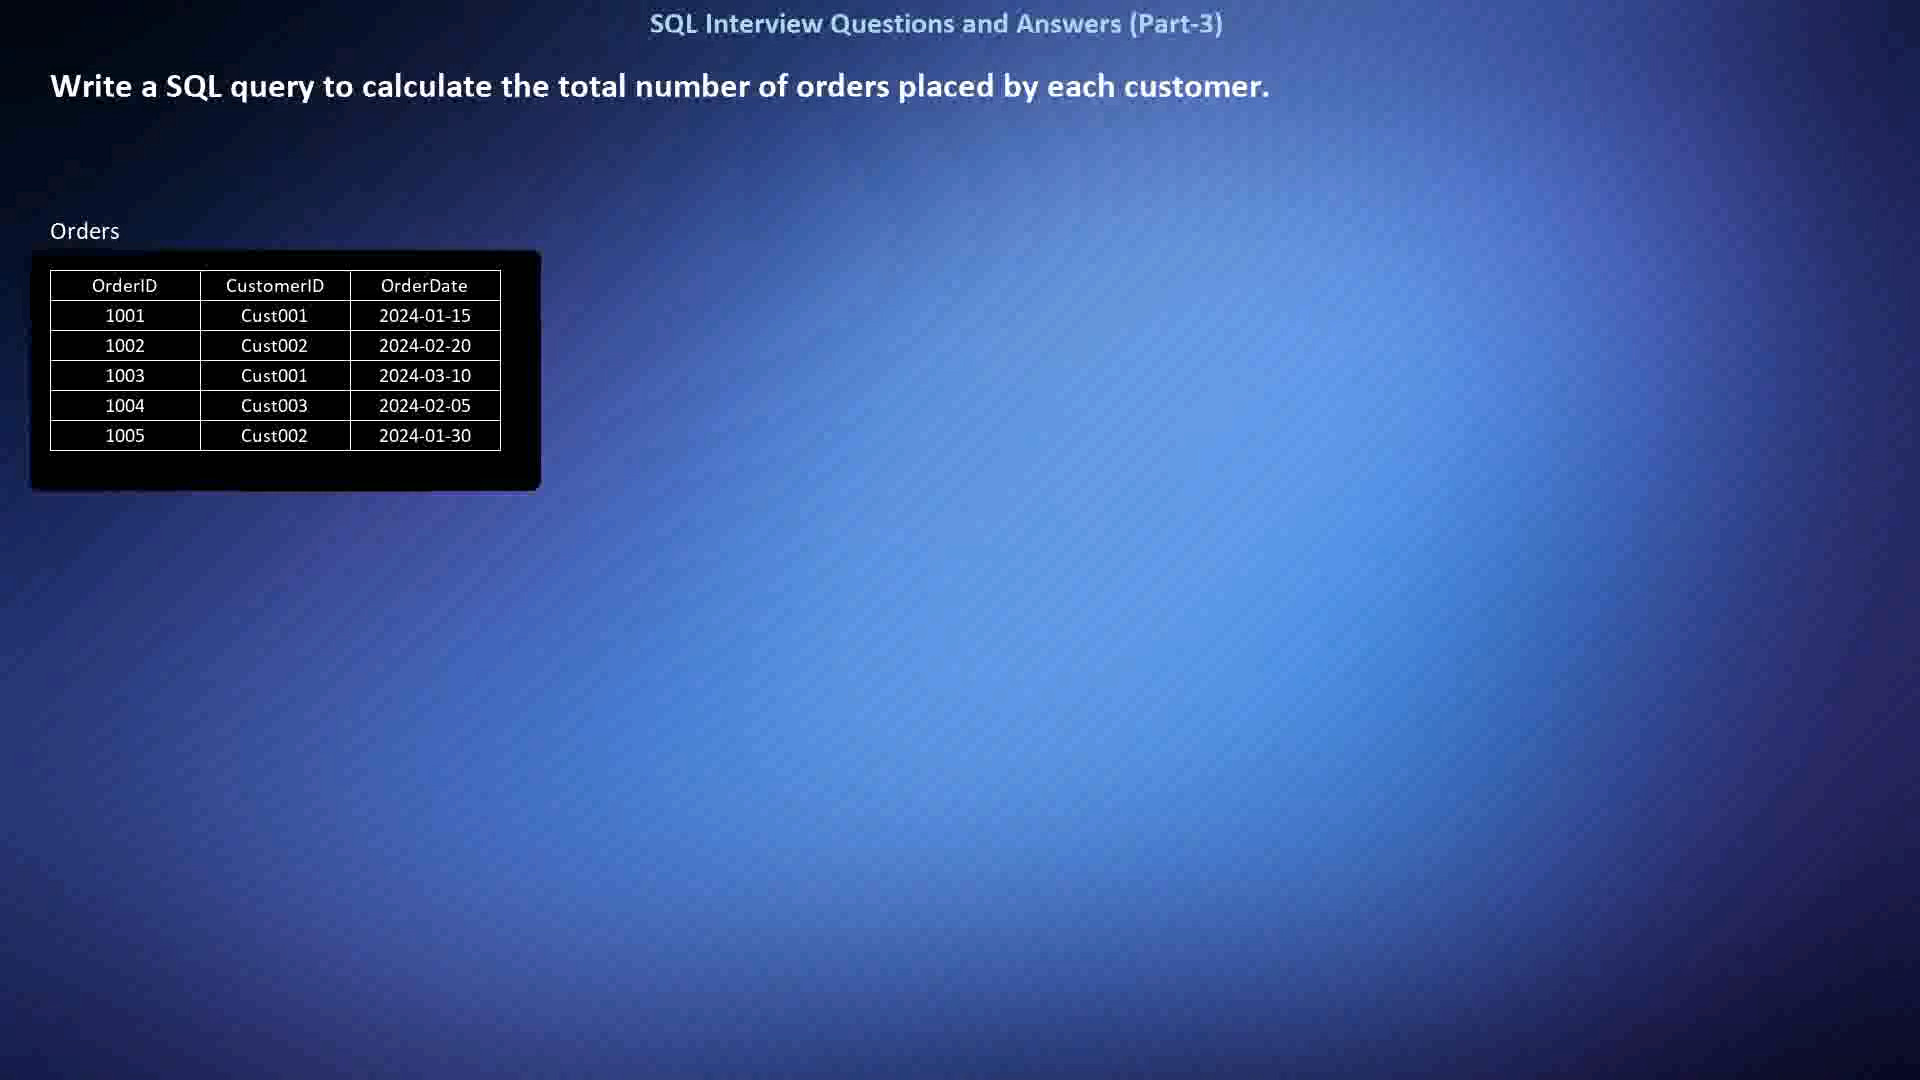 SQL Interview Questions and Answers (Part-3)
Write a SQL query to calculate the total number of orders placed by each customer.
Orders
OrderID CustomerID OrderDate
1001 Cust001 2024-01-15
1002 Cust002 2024-02-20
1003 Cust001 2024-03-10
1004 Cust003 2024-02-05
1005 Cust002 2024-01-30